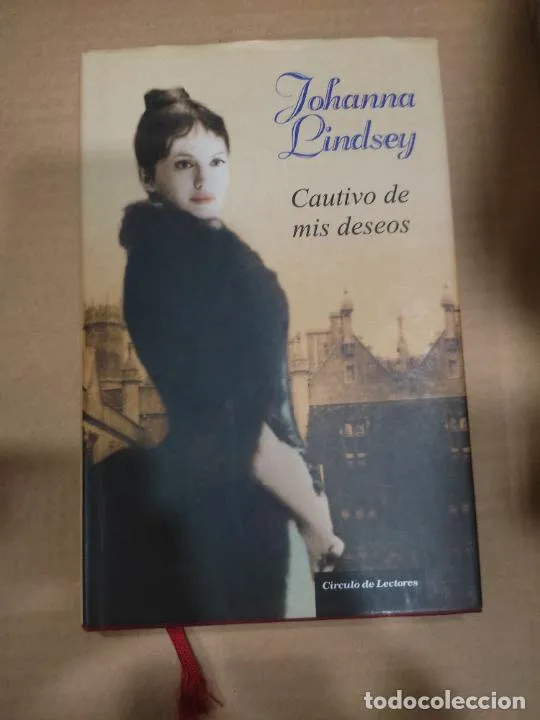 Johanna
Lindsey
Cautivo de
mis deseos
Círculo de Lectores
todocoleccion